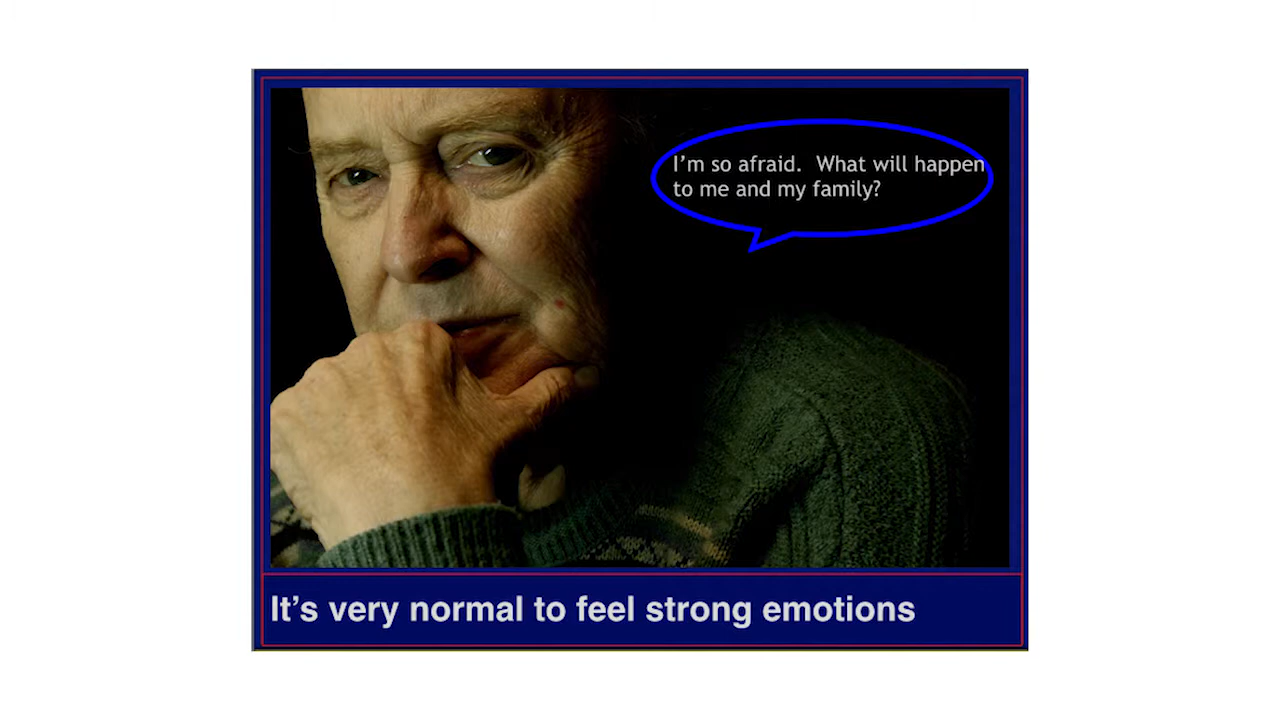 I'm so afraid.  What will happen
to me and my family?
It's very normal to feel strong emotions